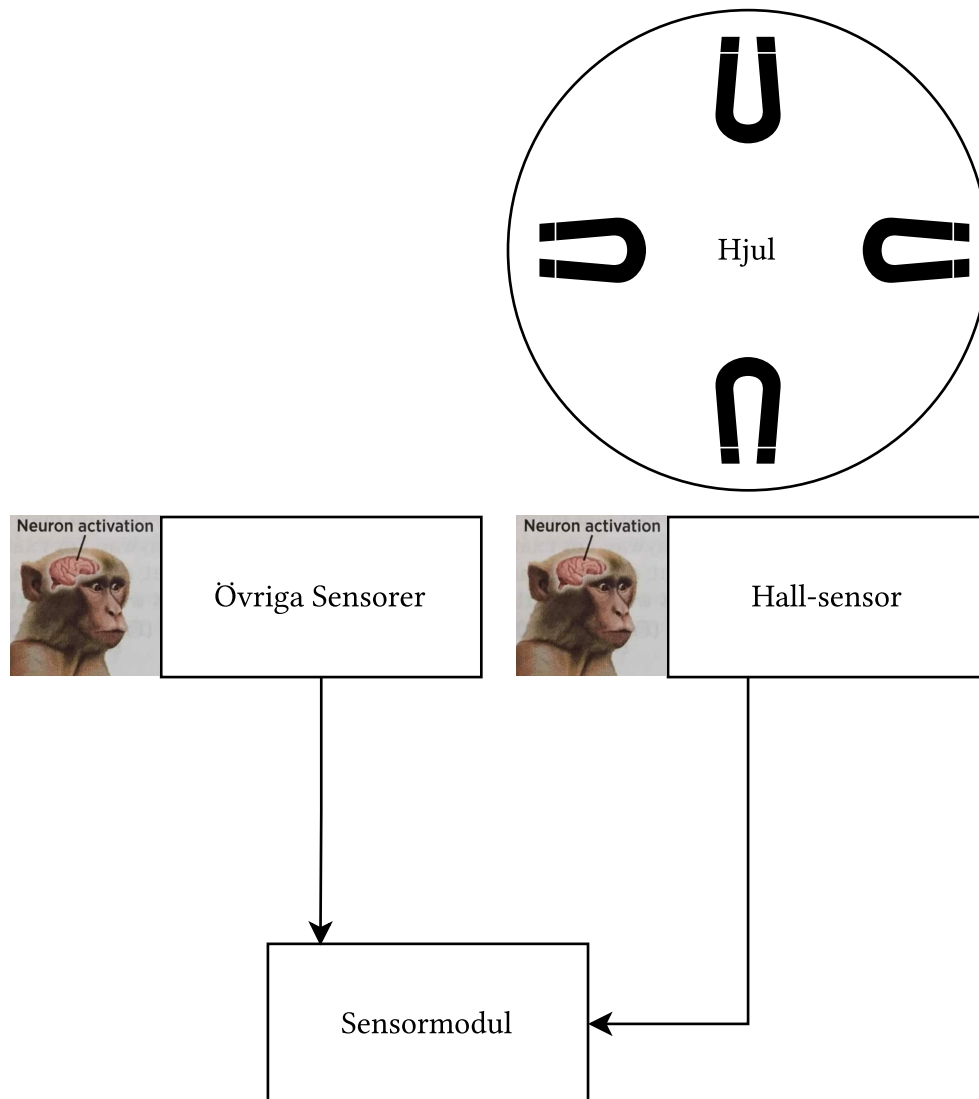 Hjul
Neuron activation
Övriga Sensorer
Neuron activation
Hall-sensor
Sensormodul